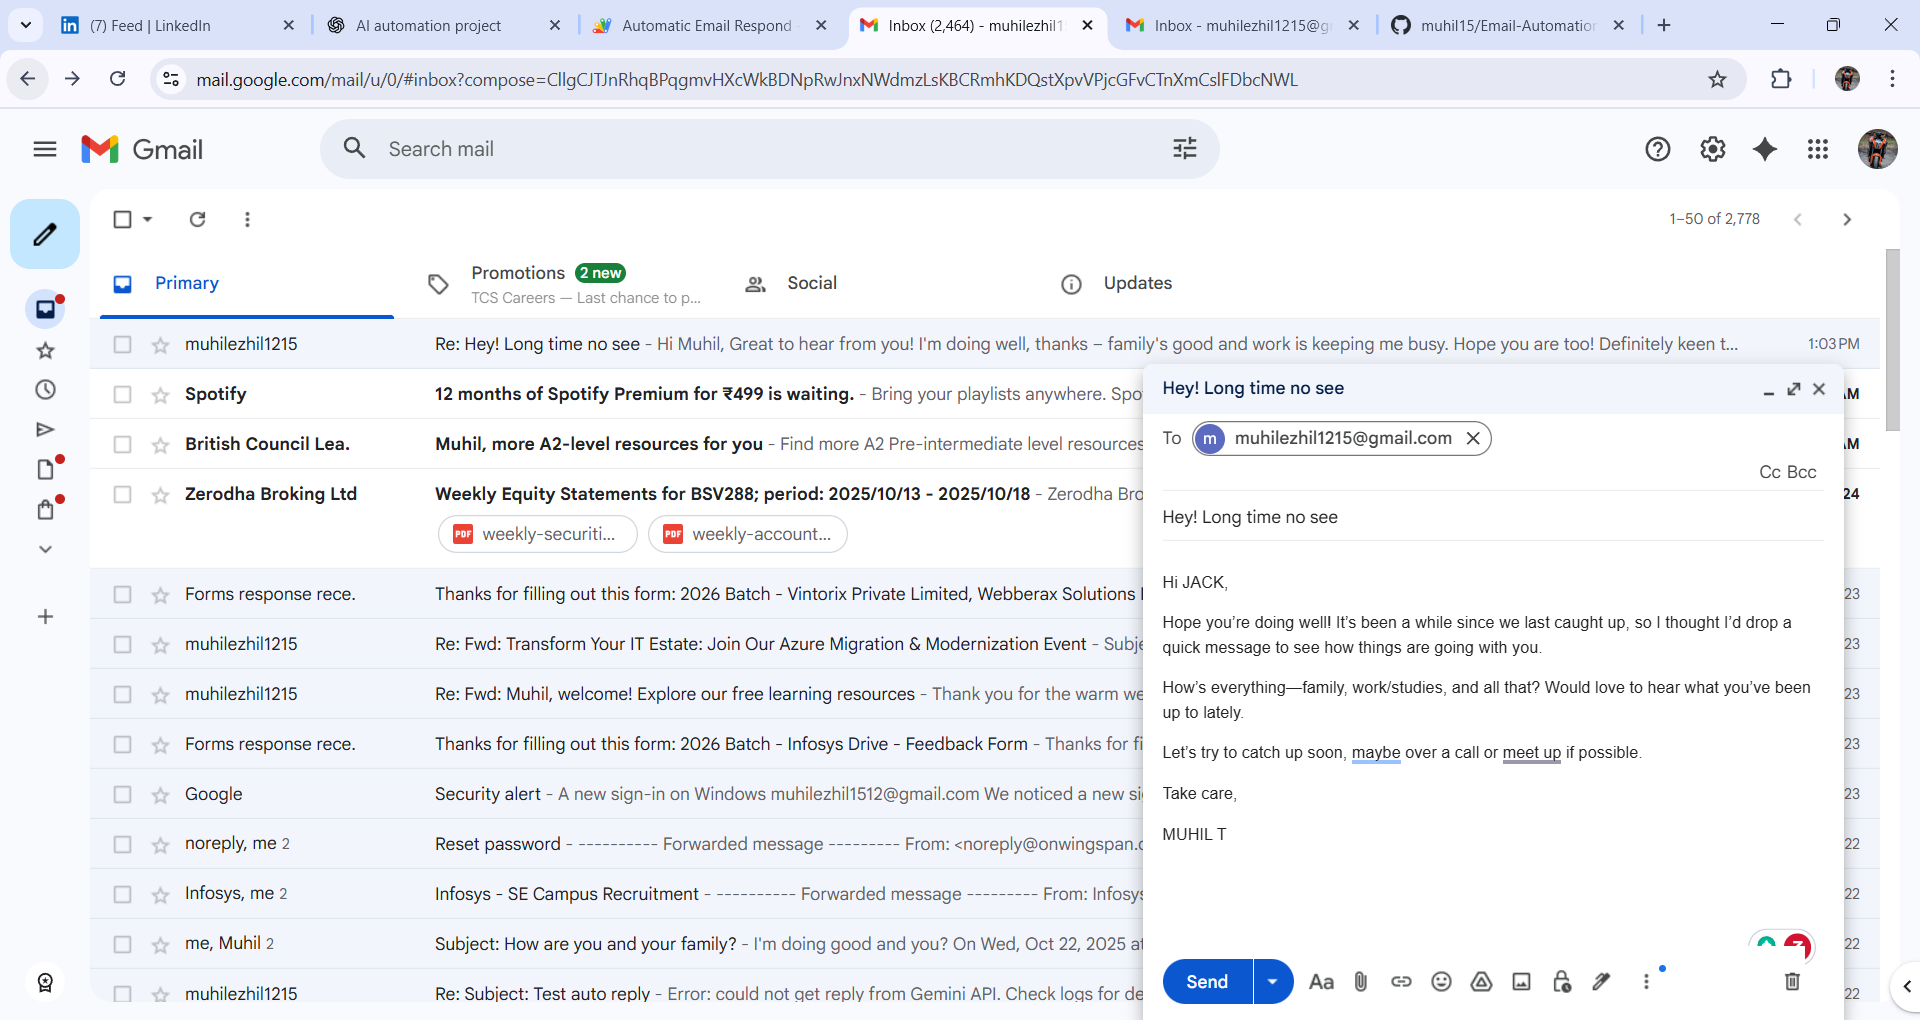 (7) Feed | LinkedIn
AI automation project
Automatic Email Respond
Inbox (2,464) - muhilezhil1
Inbox - muhilezhil1215@g
muhil15/Email-Automation
mail.google.com/mail/u/0/#inbox?compose=CllgCJTJnRhqBPqgmvHXcWkBDNpRwJnxNWdmzLsKBCRmhKDQstXpvVPjcGFvCTnXmCslFDbcNWL
Gmail
Search mail
1–50 of 2,778
Primary
Promotions 2 new
TCS Careers — Last chance to p...
Social
Updates
muhilezhil1215 Re: Hey! Long time no see - Hi Muhil, Great to hear from you! I'm doing well, thanks – family's good and work is keeping me busy. Hope you are too! Definitely keen t... 1:03 PM
Spotify 12 months of Spotify Premium for ₹499 is waiting. - Bring your playlists anywhere. Spo AM
British Council Lea. Muhil, more A2-level resources for you - Find more A2 Pre-intermediate level resources AM
Zerodha Broking Ltd Weekly Equity Statements for BSV288; period: 2025/10/13 - 2025/10/18 - Zerodha Bro 24
PDF weekly-securiti... PDF weekly-account...
Forms response rece. Thanks for filling out this form: 2026 Batch - Vintorix Private Limited, Webberax Solutions 23
muhilezhil1215 Re: Fwd: Transform Your IT Estate: Join Our Azure Migration & Modernization Event - Subje 23
muhilezhil1215 Re: Fwd: Muhil, welcome! Explore our free learning resources - Thank you for the warm we 23
Forms response rece. Thanks for filling out this form: 2026 Batch - Infosys Drive - Feedback Form - Thanks for fi 23
Google Security alert - A new sign-in on Windows muhilezhil1512@gmail.com We noticed a new si 23
noreply, me 2 Reset password - ---------- Forwarded message --------- From: <noreply@onwingspan.c 22
Infosys, me 2 Infosys - SE Campus Recruitment - ---------- Forwarded message --------- From: Infosys 22
me, Muhil 2 Subject: How are you and your family? - I'm doing good and you? On Wed, Oct 22, 2025 at 22
muhilezhil1215 Re: Subject: Test auto reply - Error: could not get reply from Gemini API. Check logs for de 22
Hey! Long time no see
To m muhilezhil1215@gmail.com
Cc Bcc
Hey! Long time no see
Hi JACK,
Hope you’re doing well! It’s been a while since we last caught up, so I thought I’d drop a
quick message to see how things are going with you.
How’s everything—family, work/studies, and all that? Would love to hear what you’ve been
up to lately.
Let’s try to catch up soon, maybe over a call or meet up if possible.
Take care,
MUHIL T
Send
Aa